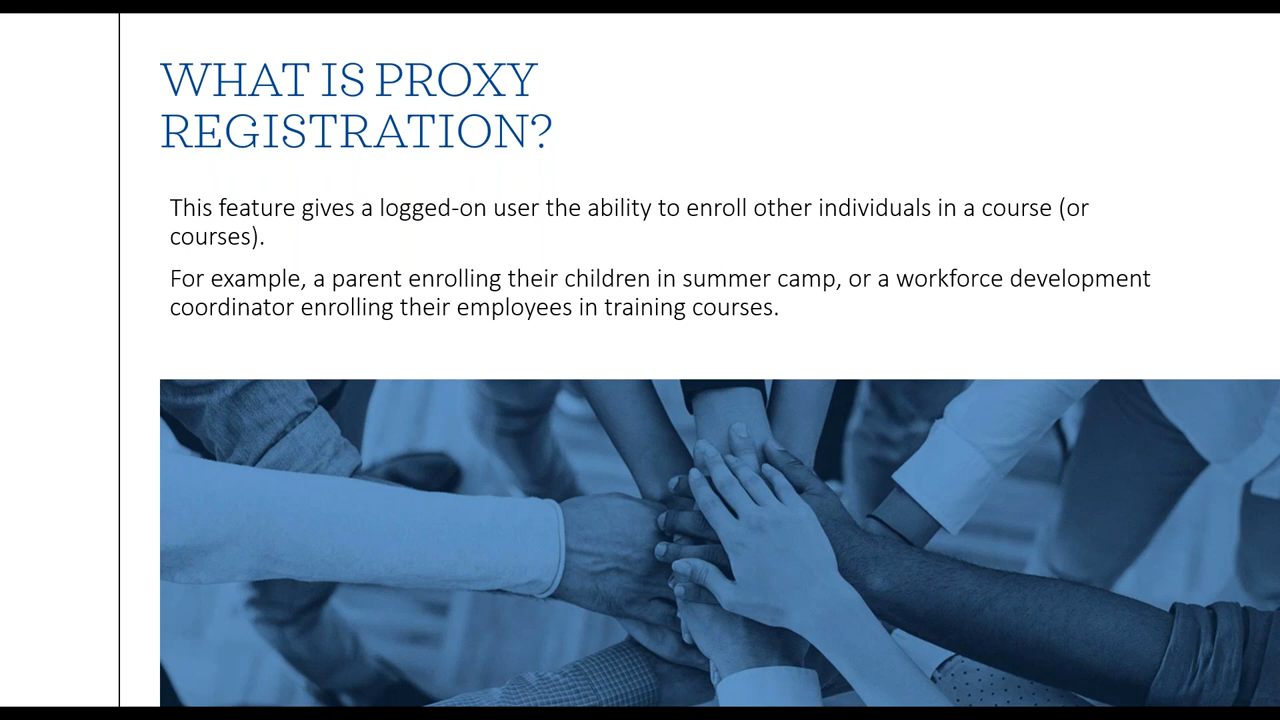 WHAT IS PROXY
REGISTRATION?
This feature gives a logged-on user the ability to enroll other individuals in a course (or
courses).
For example, a parent enrolling their children in summer camp, or a workforce development
coordinator enrolling their employees in training courses.